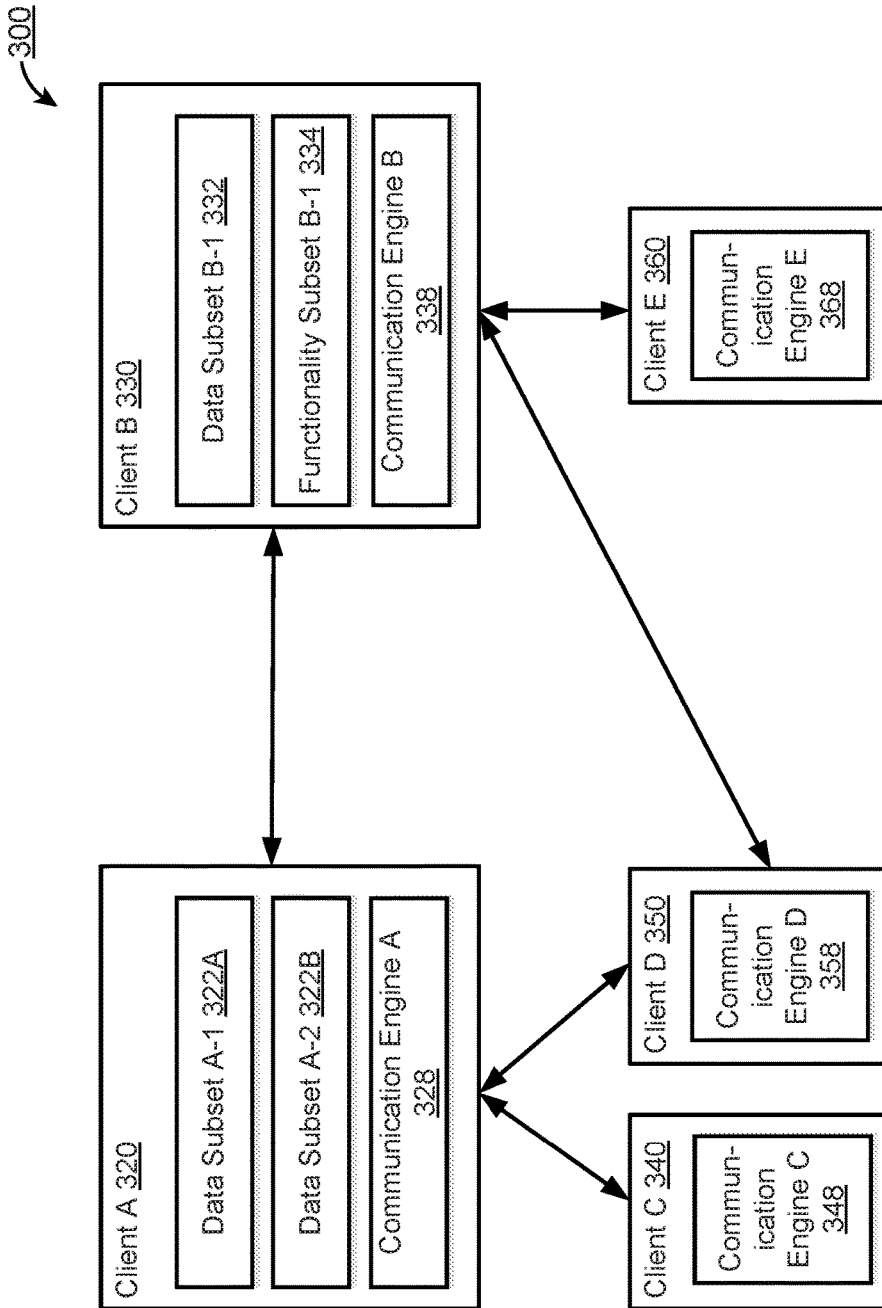 300
Client A 320
Data Subset A-1 322A
Data Subset A-2 322B
Communication Engine A
328
Client B 330
Data Subset B-1 332
Functionality Subset B-1 334
Communication Engine B
338
Client C 340
Commun-
ication
Engine C
348
Client D 350
Commun-
ication
Engine D
358
Client E 360
Commun-
ication
Engine E
368